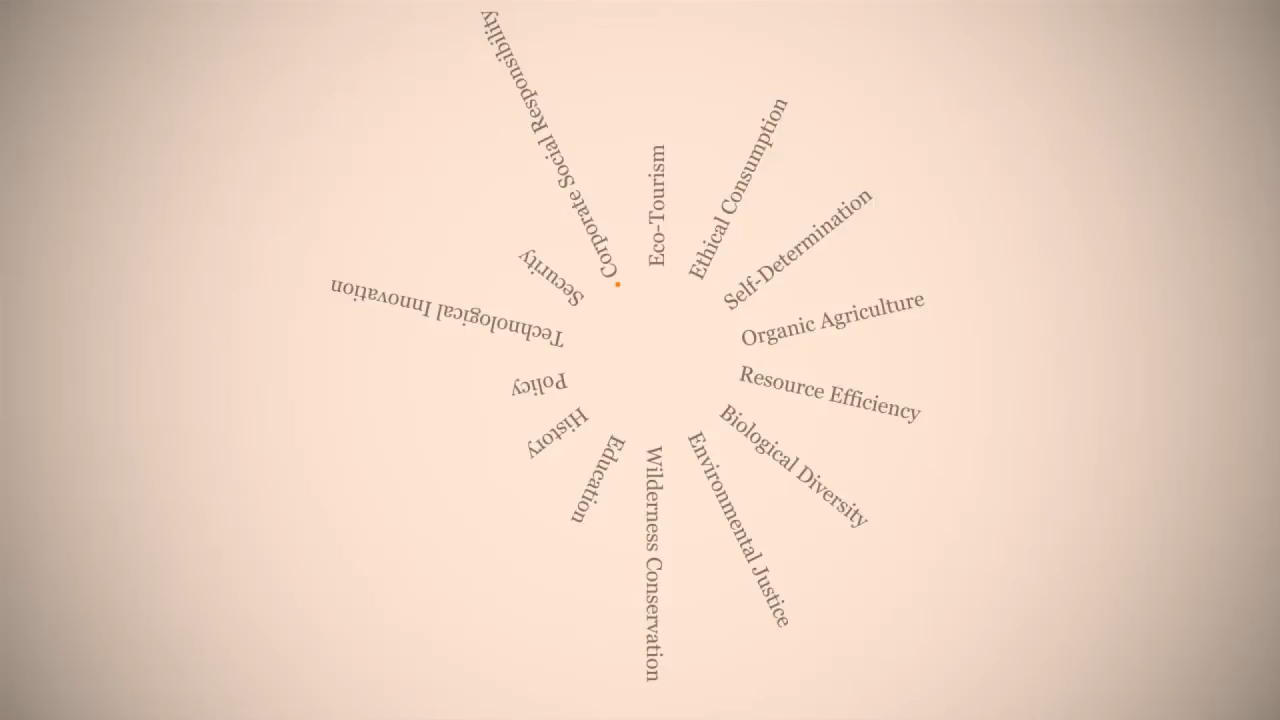 Corporate Social Responsibility
Eco-Tourism
Ethical Consumption
Self-Determination
Organic Agriculture
Resource Efficiency
Biological Diversity
Environmental Justice
Wilderness Conservation
Education
History
Policy
Technological Innovation
Security